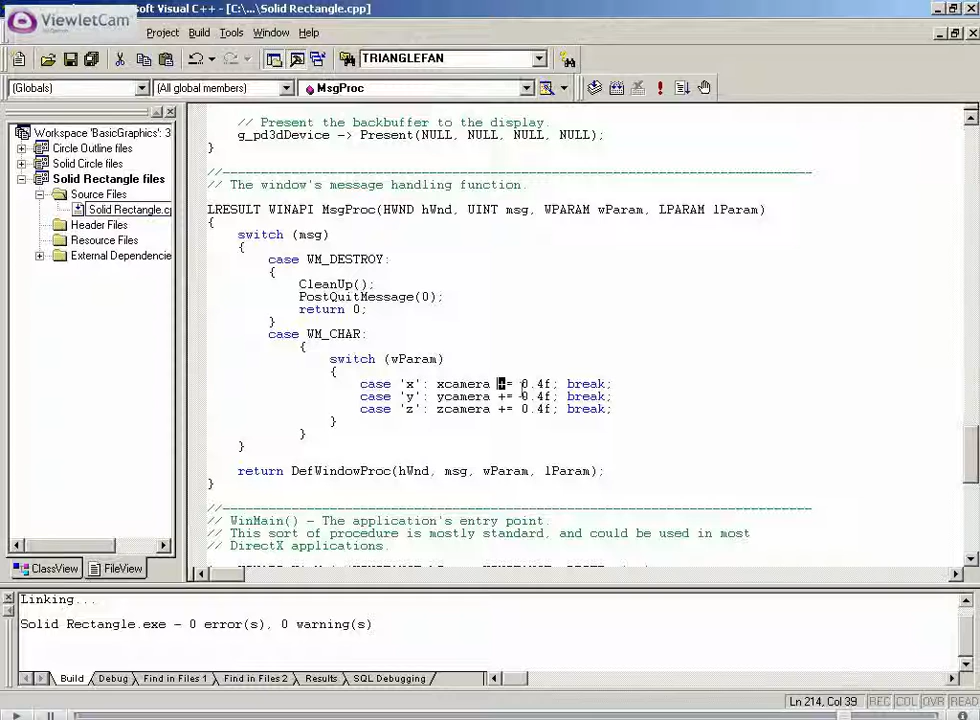 soft Visual C++ - [C:\...\Solid Rectangle.cpp]
ViewletCam
Project Build Tools Window Help
TRIANGLEFAN
(Globals) (All global members) MsgProc
Workspace 'BasicGraphics': 3
Circle Outline files
Solid Circle files
Solid Rectangle files
Source Files
Solid Rectangle.c
Header Files
Resource Files
External Dependencie
ClassView FileView
// Present the backbuffer to the display.
g_pd3dDevice -> Present(NULL, NULL, NULL, NULL);
}
//-----------------------------------------------------------------------------
// The window's message handling function.
LRESULT WINAPI MsgProc(HWND hWnd, UINT msg, WPARAM wParam, LPARAM lParam)
{
switch (msg)
{
case WM_DESTROY:
{
CleanUp();
PostQuitMessage(0);
return 0;
}
case WM_CHAR:
{
switch (wParam)
{
case 'x': xcamera += 0.4f; break;
case 'y': ycamera += 0.4f; break;
case 'z': zcamera += 0.4f; break;
}
}
}
return DefWindowProc(hWnd, msg, wParam, lParam);
}
//-----------------------------------------------------------------------------
// WinMain() - The application's entry point.
// This sort of procedure is mostly standard, and could be used in most
// DirectX applications.
Linking...
Solid Rectangle.exe - 0 error(s), 0 warning(s)
Build Debug Find in Files 1 Find in Files 2 Results SQL Debugging
Ln 214, Col 39 REC COL OVR READ